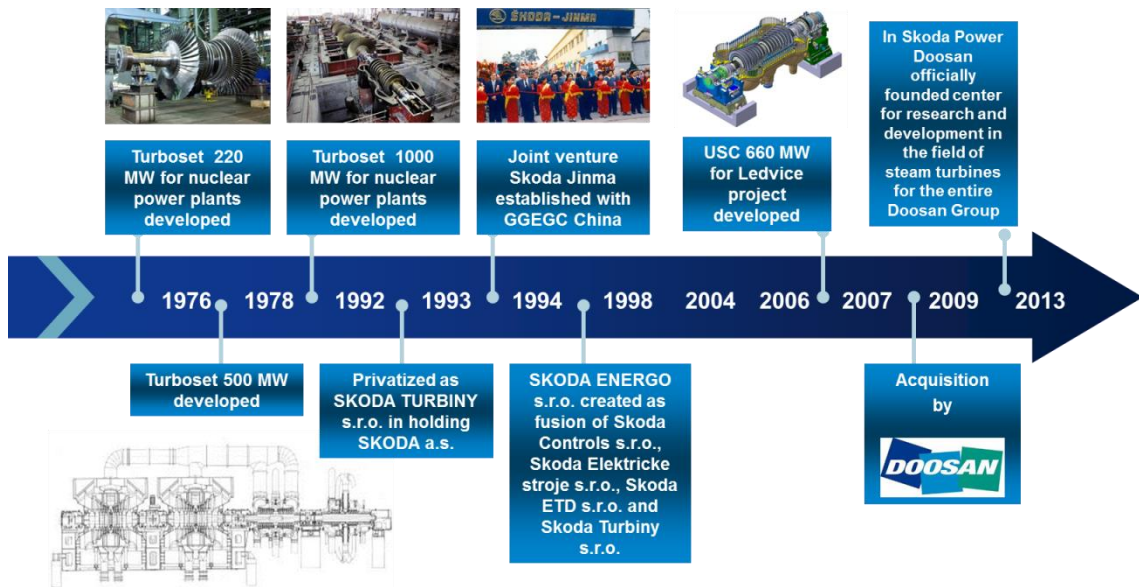 ŠKODA - JINMA
Turboset 220
MW for nuclear
power plants
developed
Turboset 1000
MW for nuclear
power plants
developed
Joint venture
Skoda Jinma
established with
GGEGC China
USC 660 MW
for Ledvice
project
developed
In Skoda Power
Doosan
officially
founded center
for research and
development in
the field of
steam turbines
for the entire
Doosan Group
1976 1978 1992 1993 1994 1998 2004 2006 2007 2009 2013
Turboset 500 MW
developed
Privatized as
SKODA TURBINY
s.r.o. in holding
SKODA a.s.
SKODA ENERGO
s.r.o. created as
fusion of Skoda
Controls s.r.o.,
Skoda Elektricke
stroje s.r.o., Skoda
ETD s.r.o. and
Skoda Turbiny
s.r.o.
Acquisition
by
DOOSAN